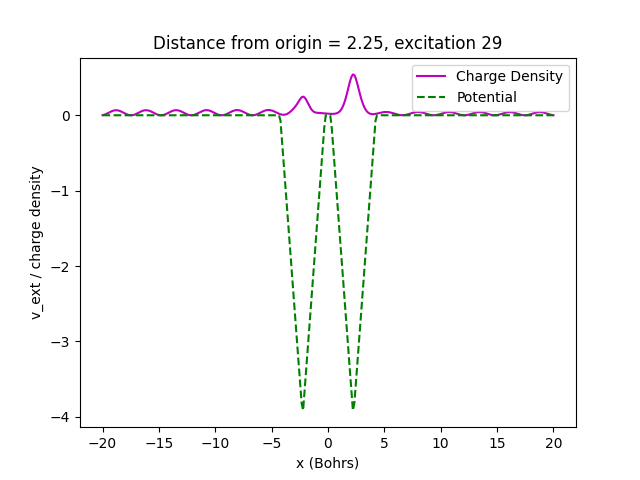 Distance from origin = 2.25, excitation 29
Charge Density
Potential
v_ext / charge density
0
−1
−2
−3
−4
−20
−15
−10
−5
0
5
10
15
20
x (Bohrs)